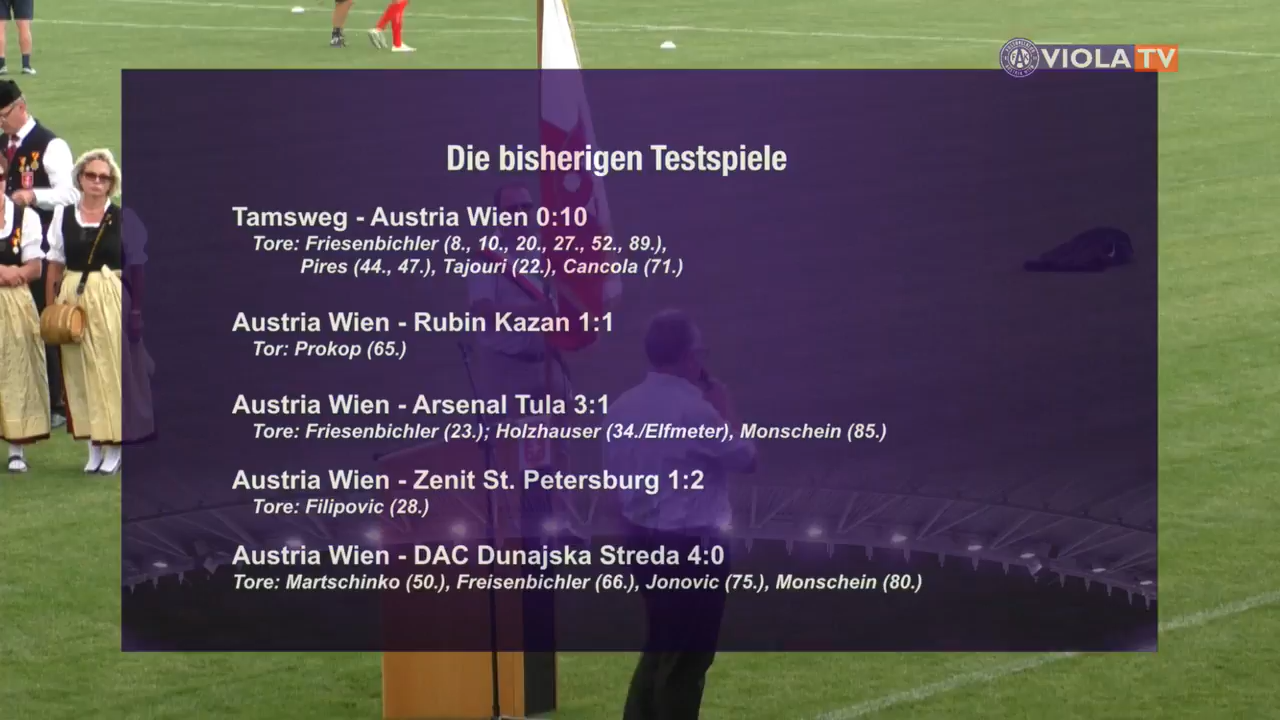 VIOLA TV
Die bisherigen Testspiele
Tamsweg - Austria Wien 0:10
Tore: Friesenbichler (8., 10., 20., 27., 52., 89.),
Pires (44., 47.), Tajouri (22.), Cancola (71.)
Austria Wien - Rubin Kazan 1:1
Tor: Prokop (65.)
Austria Wien - Arsenal Tula 3:1
Tore: Friesenbichler (23.); Holzhauser (34./Elfmeter), Monschein (85.)
Austria Wien - Zenit St. Petersburg 1:2
Tore: Filipovic (28.)
Austria Wien - DAC Dunajska Streda 4:0
Tore: Martschinko (50.), Freisenbichler (66.), Jonovic (75.), Monschein (80.)